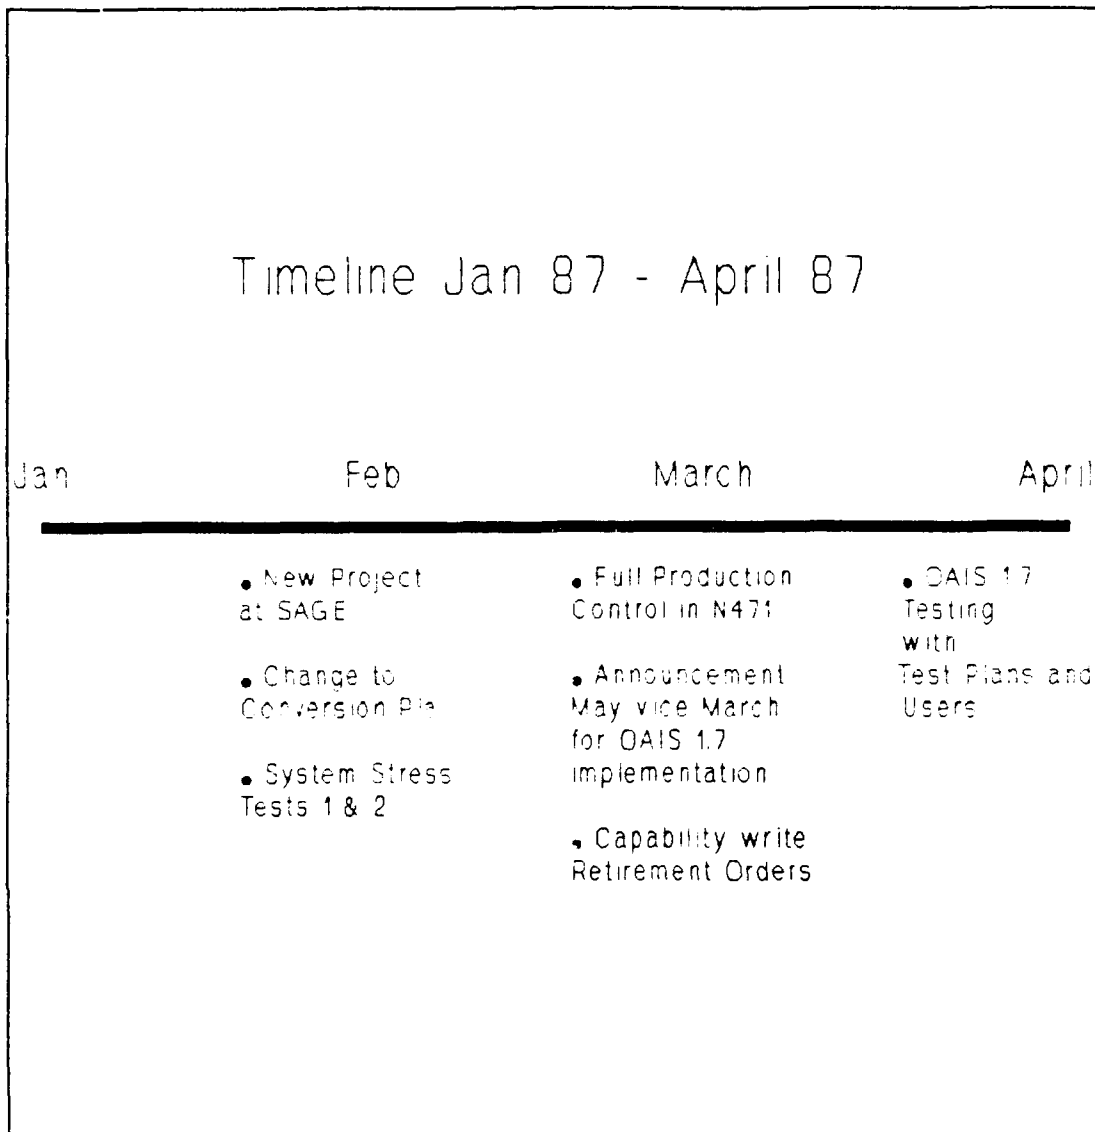 Timeline Jan 87 - April 87
Jan Feb March April
• New Project
at SAGE
• Change to
Conversion
• System Stress
Tests 1 & 2
• Full Production
Control in N471
• Announcement
May vice March
for OAIS 1.7
implementation
• Capability write
Retirement Orders
• OAIS 1.7
Testing
with
Test Plans and
Users